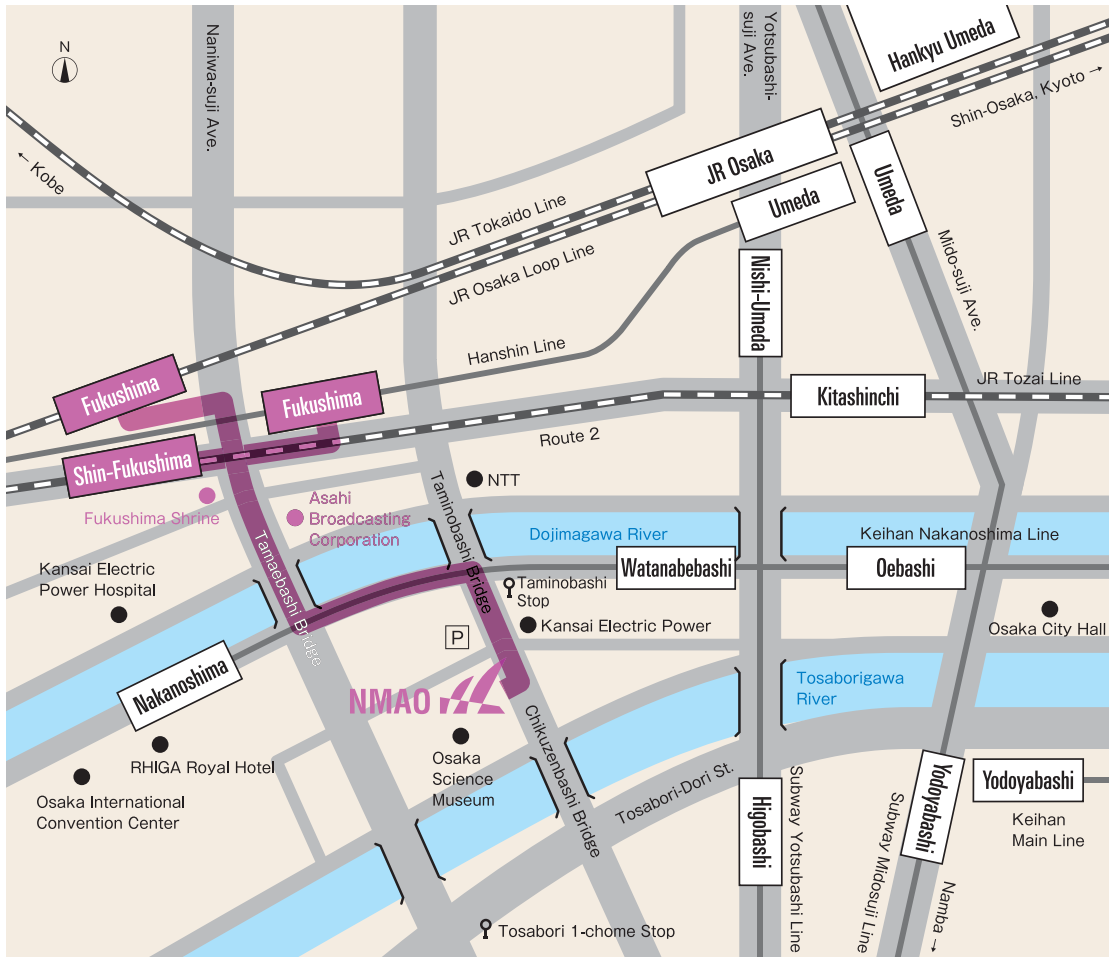 N
Naniwa-suji Ave.
Yotsubashi-
suji Ave.
Hankyu Umeda
Shin-Osaka, Kyoto →
← Kobe
JR Osaka
Umeda
Umeda
JR Tokaido Line
JR Osaka Loop Line
Mido-suji Ave.
Nishi-Umeda
Hanshin Line
Fukushima
Fukushima
JR Tozai Line
Kitashinchi
Route 2
Shin-Fukushima
NTT
Fukushima Shrine
Asahi
Broadcasting
Corporation
Taminobashi Bridge
Tamaebashi Bridge
Dojimagawa River
Keihan Nakanoshima Line
Kansai Electric
Power Hospital
Watanabebashi
Oebashi
Taminobashi
Stop
Kansai Electric Power
Osaka City Hall
P
Nakanoshima
NMAO
Tosaborigawa
River
Chikuzenbashi Bridge
RHIGA Royal Hotel
Osaka
Science
Museum
Osaka International
Convention Center
Tosabori-Dori St.
Higobashi
Subway Yotsubashi Line
Yodoyabashi
Subway Midosuji Line
Yodoyabashi
Keihan
Main Line
Namba →
Tosabori 1-chome Stop